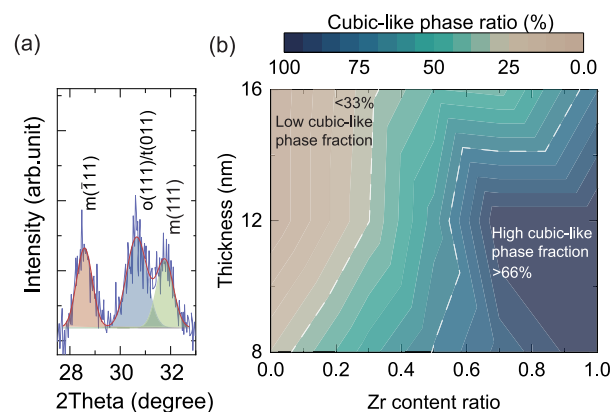 (a)
Intensity (arb.unit)
m(1̅11)
o(111)/t(011)
m(111)
28 30 32
2Theta (degree)
(b)
Cubic-like phase ratio (%)
100 75 50 25 0.0
Thickness (nm)
16
12
8
<33%
Low cubic-like
phase fraction
High cubic-like
phase fraction
>66%
0.0 0.2 0.4 0.6 0.8 1.0
Zr content ratio